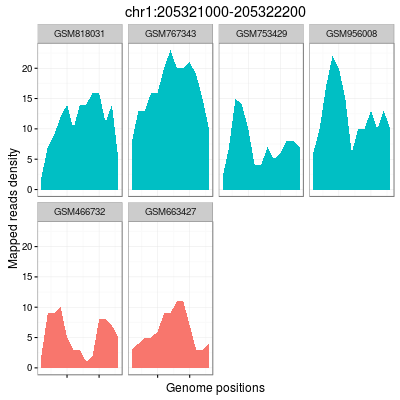 chr1:205321000-205322200
GSM818031 GSM767343 GSM753429 GSM956008
20
15
10
5
0
GSM466732 GSM663427
20
15
10
5
0
Mapped reads density
Genome positions